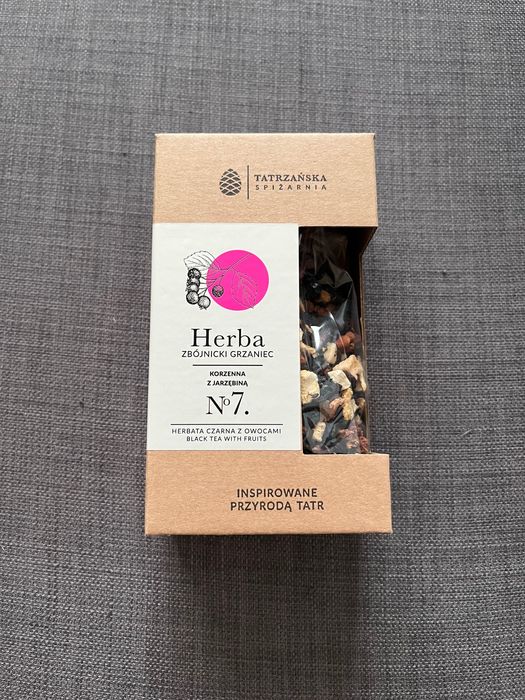 TATRZAŃSKA
SPIŻARNIA
Herba
ZBÓJNICKI GRZANIEC
KORZENNA
Z JARZĘBINĄ
No7.
HERBATA CZARNA Z OWOCAMI
BLACK TEA WITH FRUITS
INSPIROWANE
PRZYRODĄ TATR